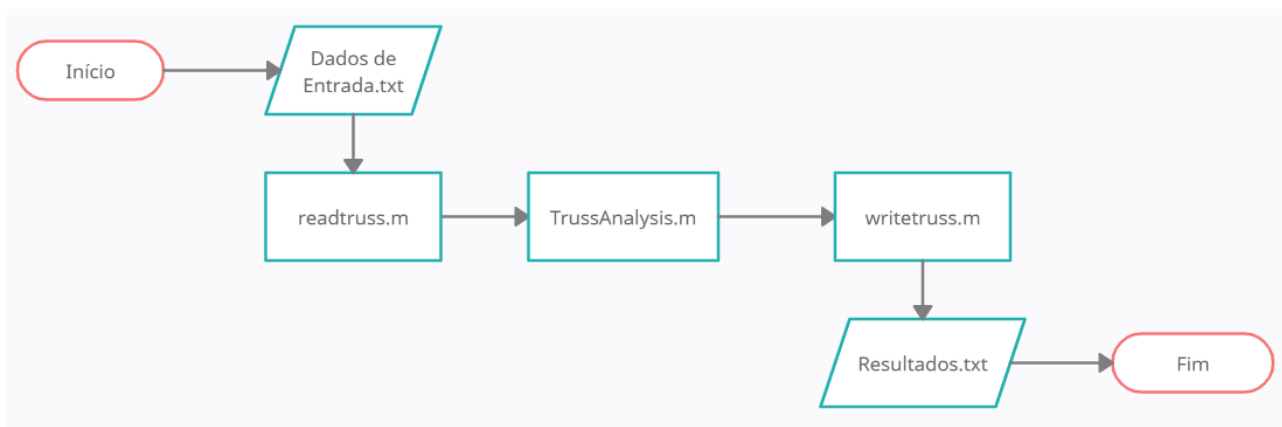 Início
Dados de
Entrada.txt
readtruss.m
TrussAnalysis.m
writetruss.m
Resultados.txt
Fim